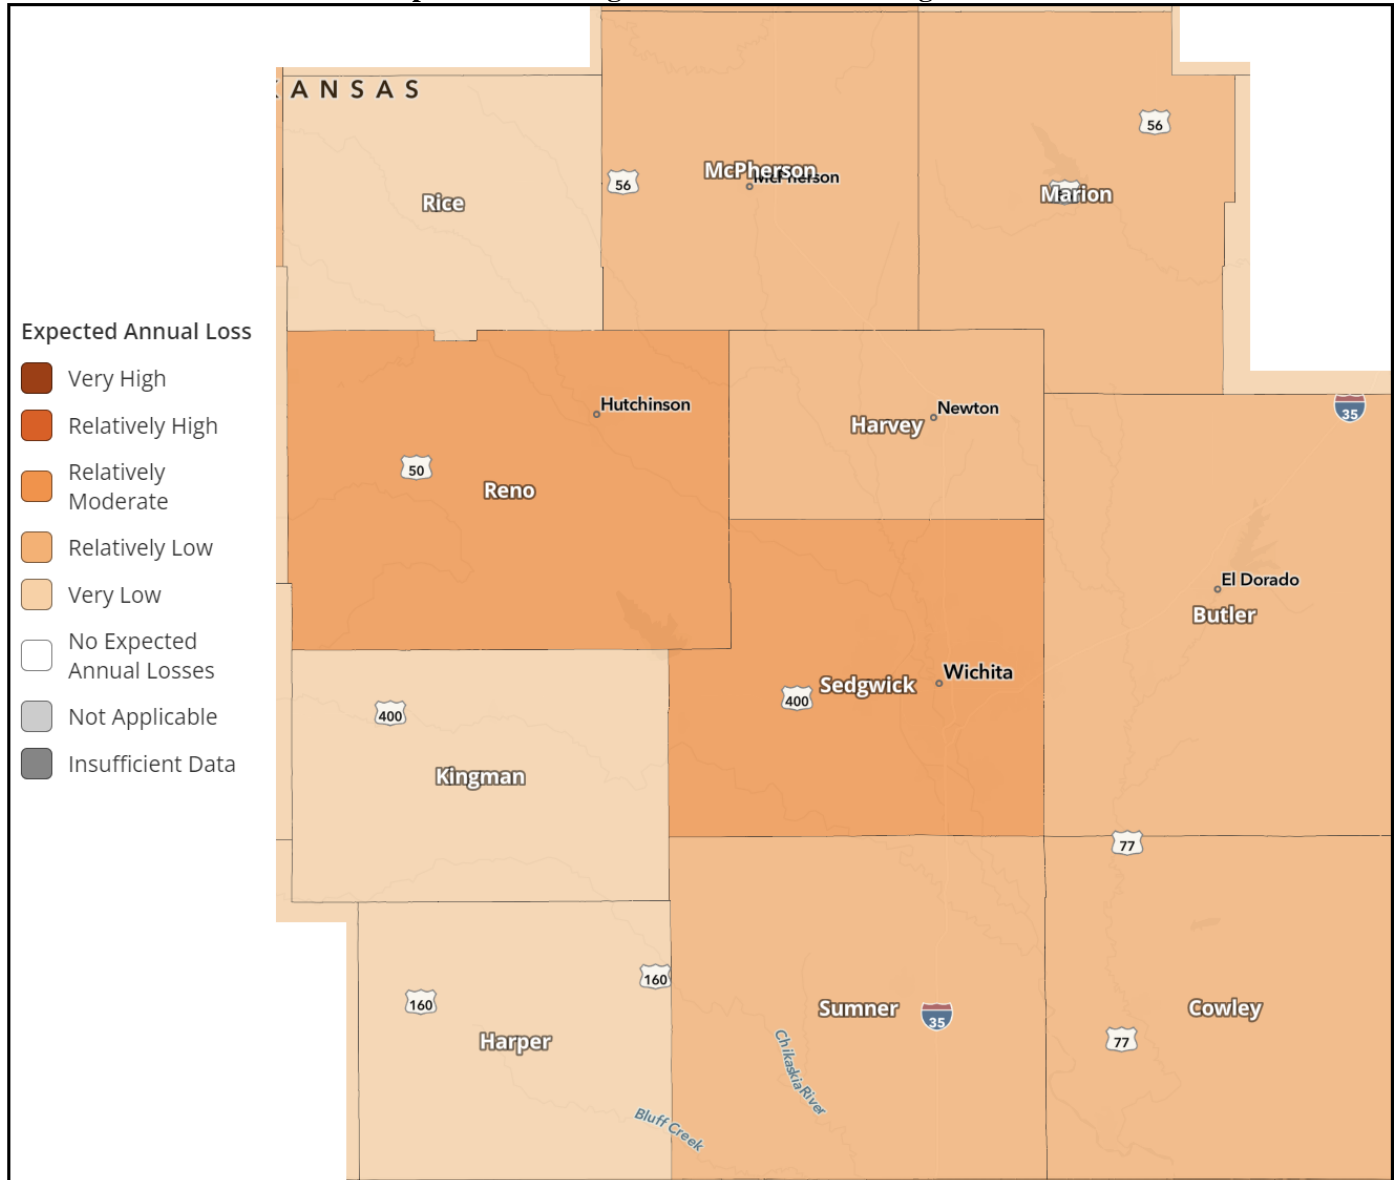 ANSAS
56
McPherson
McPherson
56
Marion
Rice
Expected Annual Loss
Very High
Relatively High
Relatively
Moderate
Relatively Low
Very Low
No Expected
Annual Losses
Not Applicable
Insufficient Data
Hutchinson
50
Reno
Newton
Harvey
35
El Dorado
Butler
Wichita
Sedgwick
400
400
Kingman
77
160
160
Harper
Sumner
35
Cowley
77
Chikaskia River
Bluff Creek